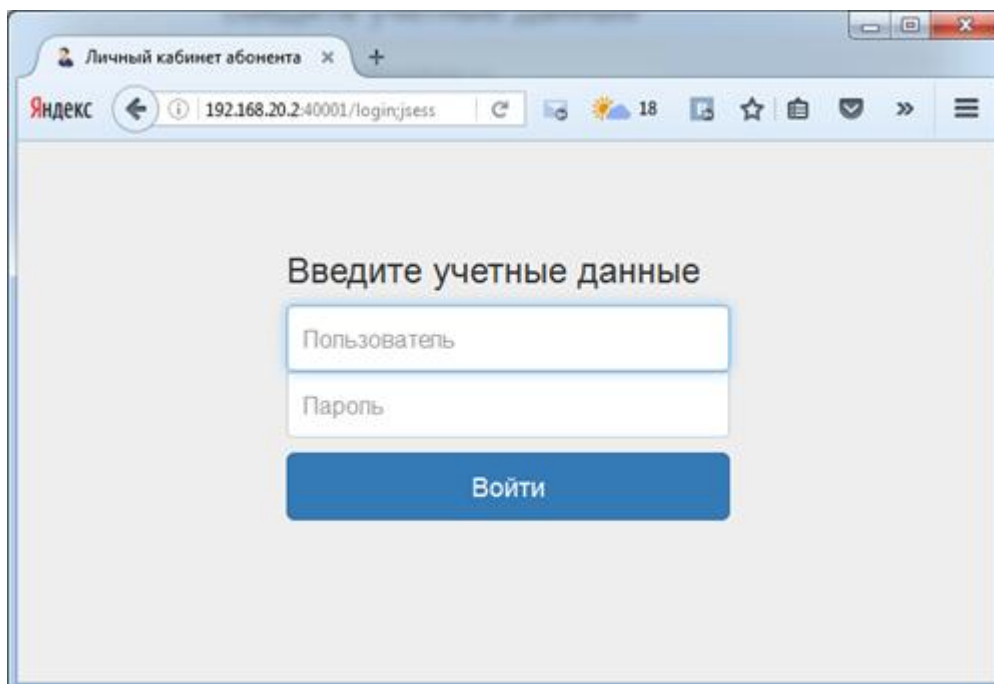 Личный кабинет абонента
Яндекс 192.168.20.2:40001/login;jsess 18
Введите учетные данные
Пользователь
Пароль
Войти